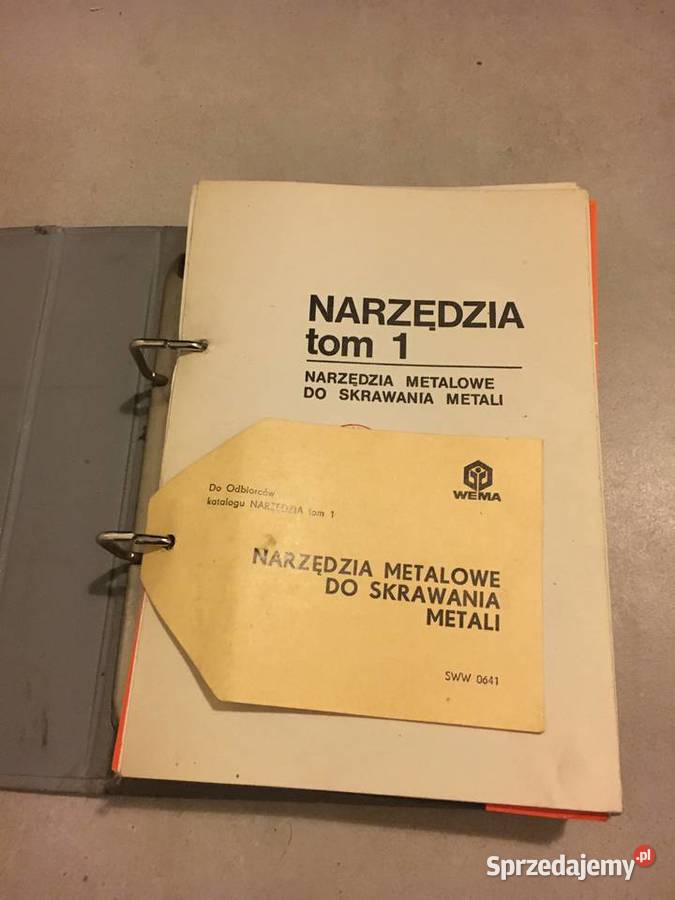 NARZĘDZIA
tom 1
NARZĘDZIA METALOWE
DO SKRAWANIA METALI
Do Odbiorców
katalogu NARZĘDZIA tom 1
WEMA
NARZĘDZIA METALOWE
DO SKRAWANIA
METALI
SWW 0641
Sprzedajemy.pl